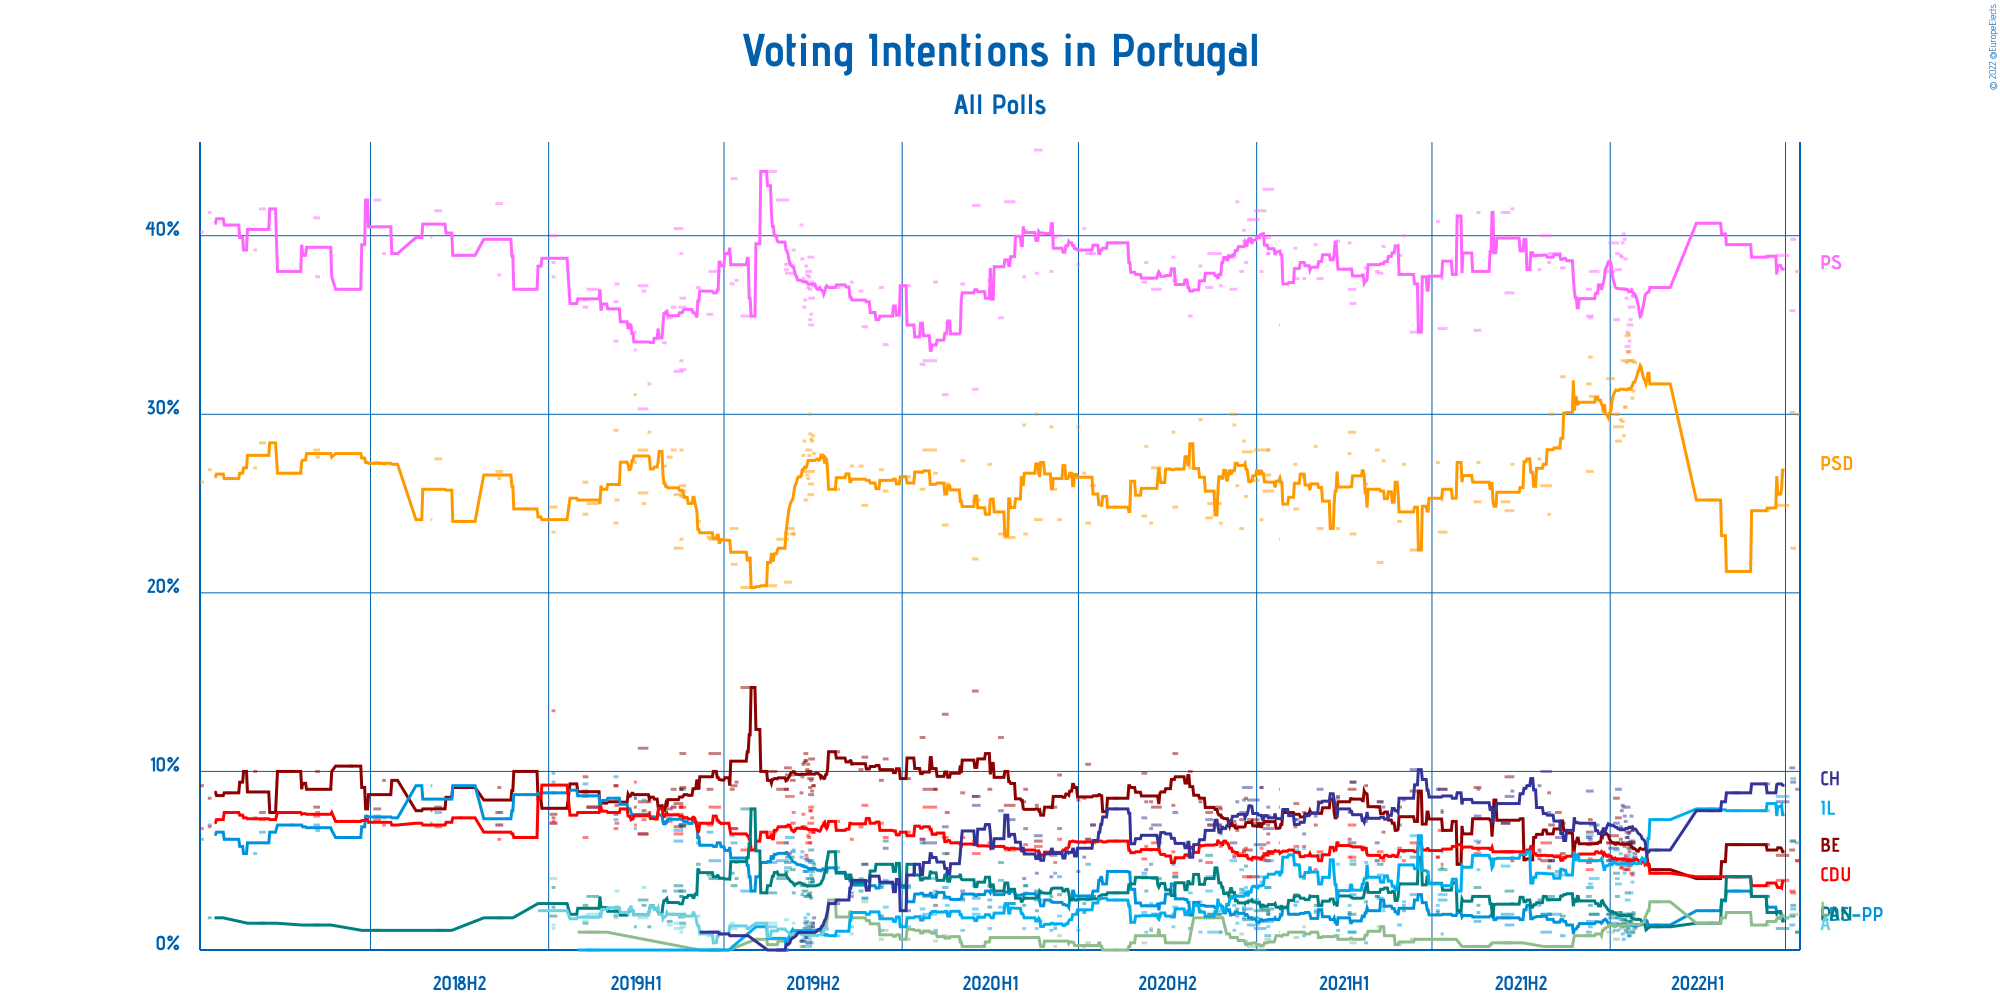 © 2022 @EuropeElects
Voting Intentions in Portugal
All Polls
40%
30%
20%
10%
0%
PS
PSD
CH
IL
BE
CDU
PAN
CDS-PP
A
2018H2
2019H1
2019H2
2020H1
2020H2
2021H1
2021H2
2022H1